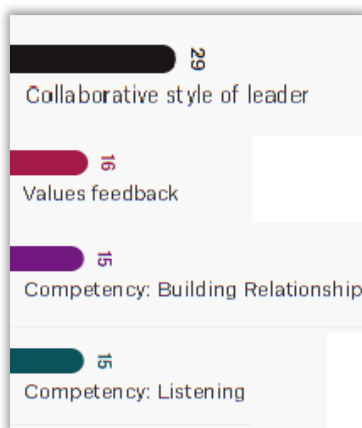 29
Collaborative style of leader
16
Values feedback
15
Competency: Building Relationship
15
Competency: Listening